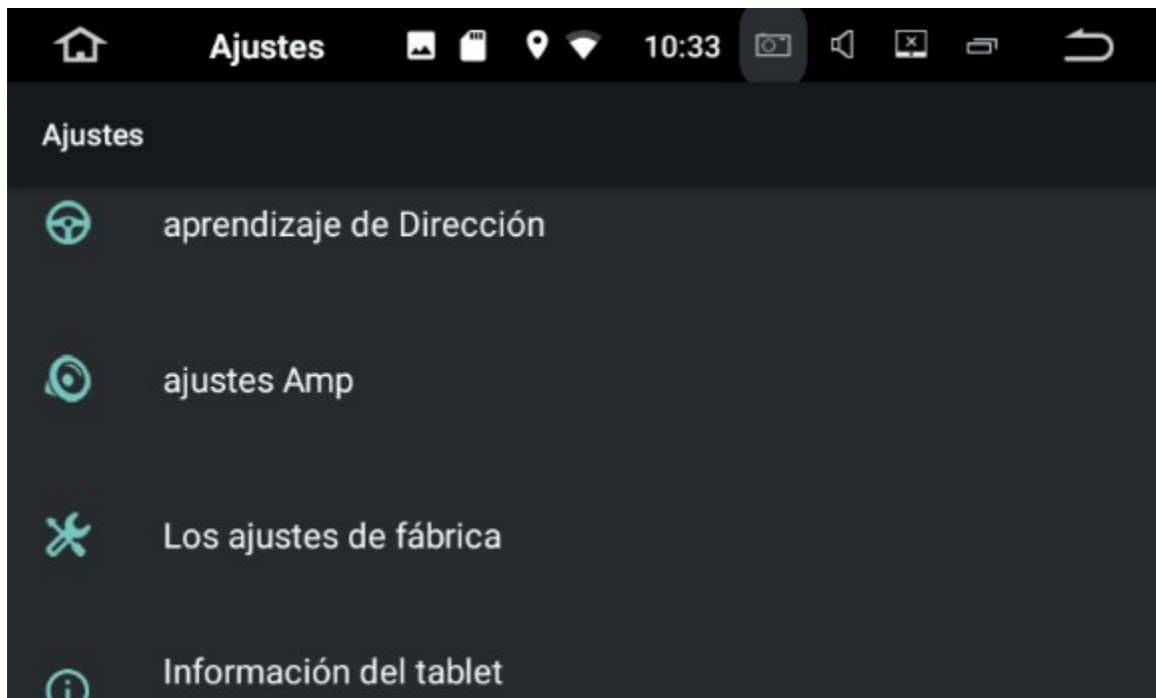 Ajustes 10:33
Ajustes
aprendizaje de Dirección
ajustes Amp
Los ajustes de fábrica
Información del tablet